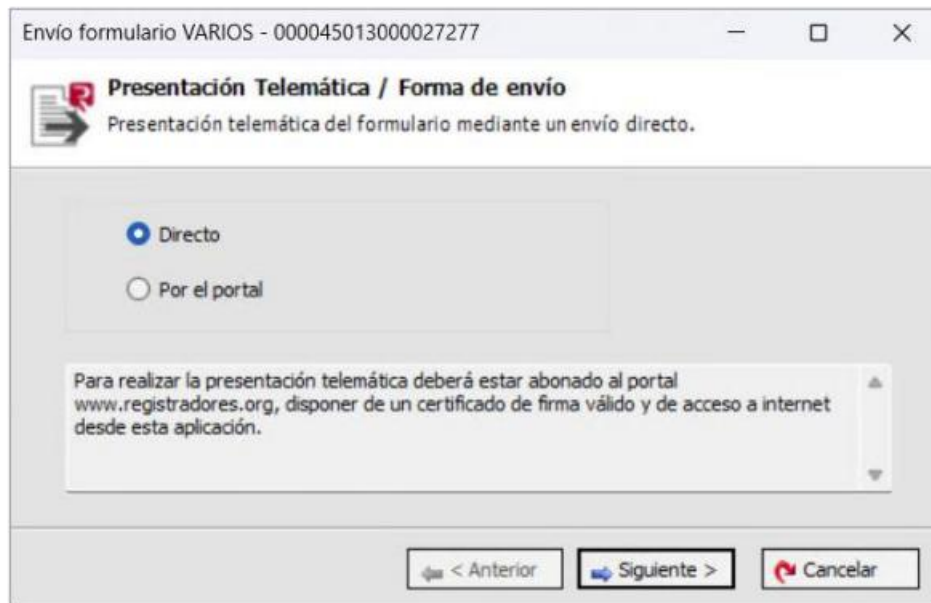 Envío formulario VARIOS - 000045013000027277
Presentación Telemática / Forma de envío
Presentación telemática del formulario mediante un envío directo.
Directo
Por el portal
Para realizar la presentación telemática deberá estar abonado al portal
www.registradores.org, disponer de un certificado de firma válido y de acceso a internet
desde esta aplicación.
< Anterior
Siguiente >
Cancelar